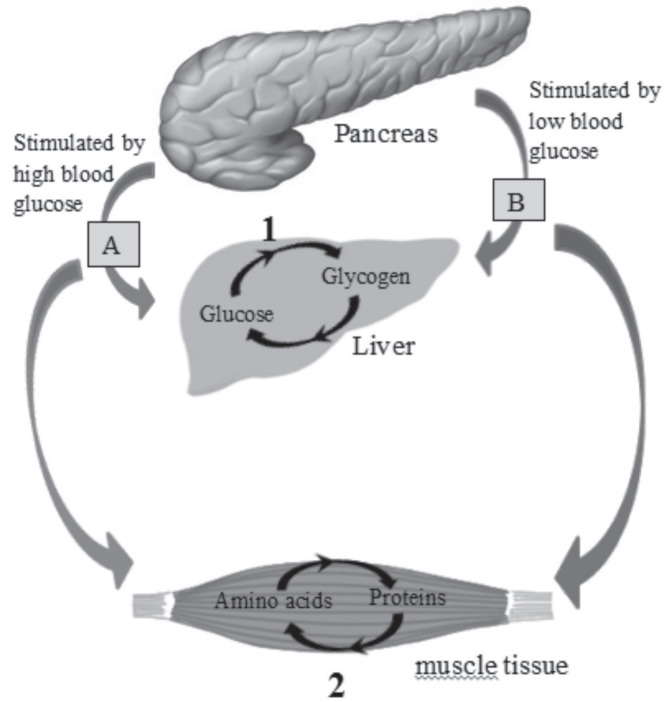 Stimulated by
high blood
glucose
Pancreas
Stimulated by
low blood
glucose
A
B
1
Glycogen
Glucose
Liver
Amino acids
Proteins
muscle tissue
2